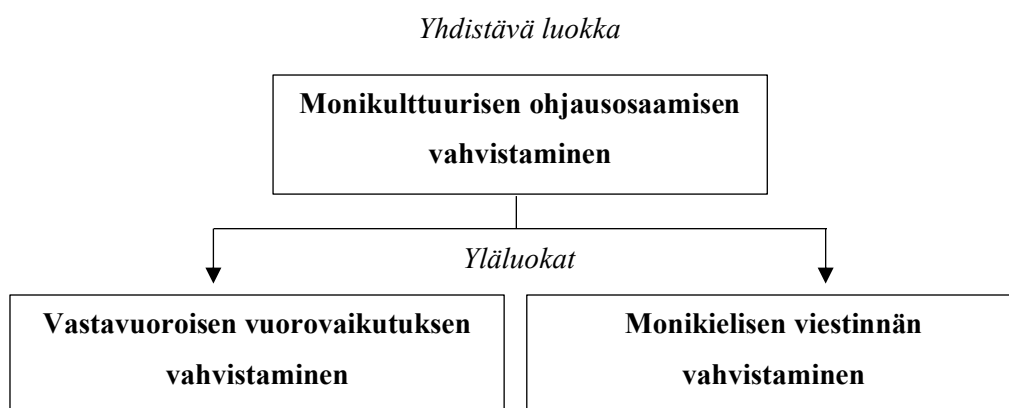 Yhdistävä luokka
Monikulttuurisen ohjausosaamisen
vahvistaminen
Yläluokat
Vastavuoroisen vuorovaikutuksen
vahvistaminen
Monikielisen viestinnän
vahvistaminen